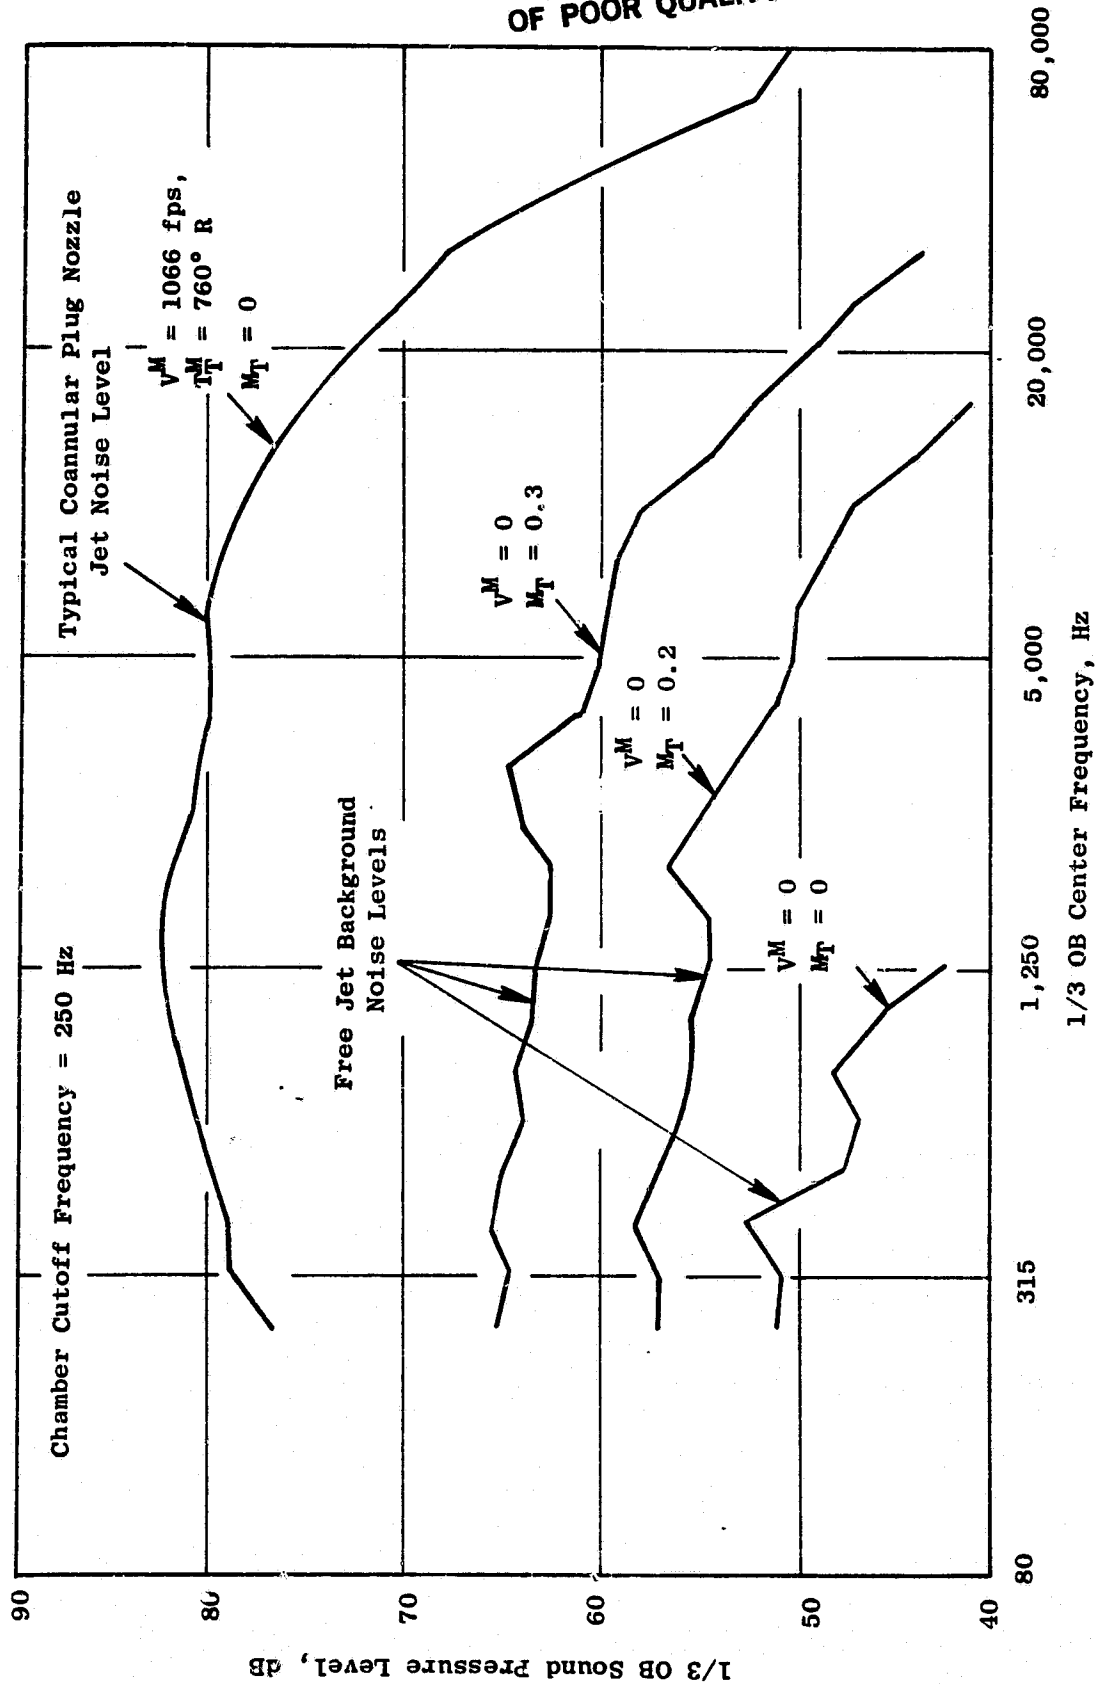 OF POOR
Chamber Cutoff Frequency = 250 Hz
Typical Coannular Plug Nozzle
Jet Noise Level
V^M = 1066 fps,
T_T^M = 760° R
M_T = 0
Free Jet Background
Noise Levels
V^M = 0
M_T = 0.3
V^M = 0
M_T = 0.2
V^M = 0
M_T = 0
90
80
70
60
50
40
1/3 OB Sound Pressure Level, dB
80
315
1,250
5,000
20,000
80,000
1/3 OB Center Frequency, Hz